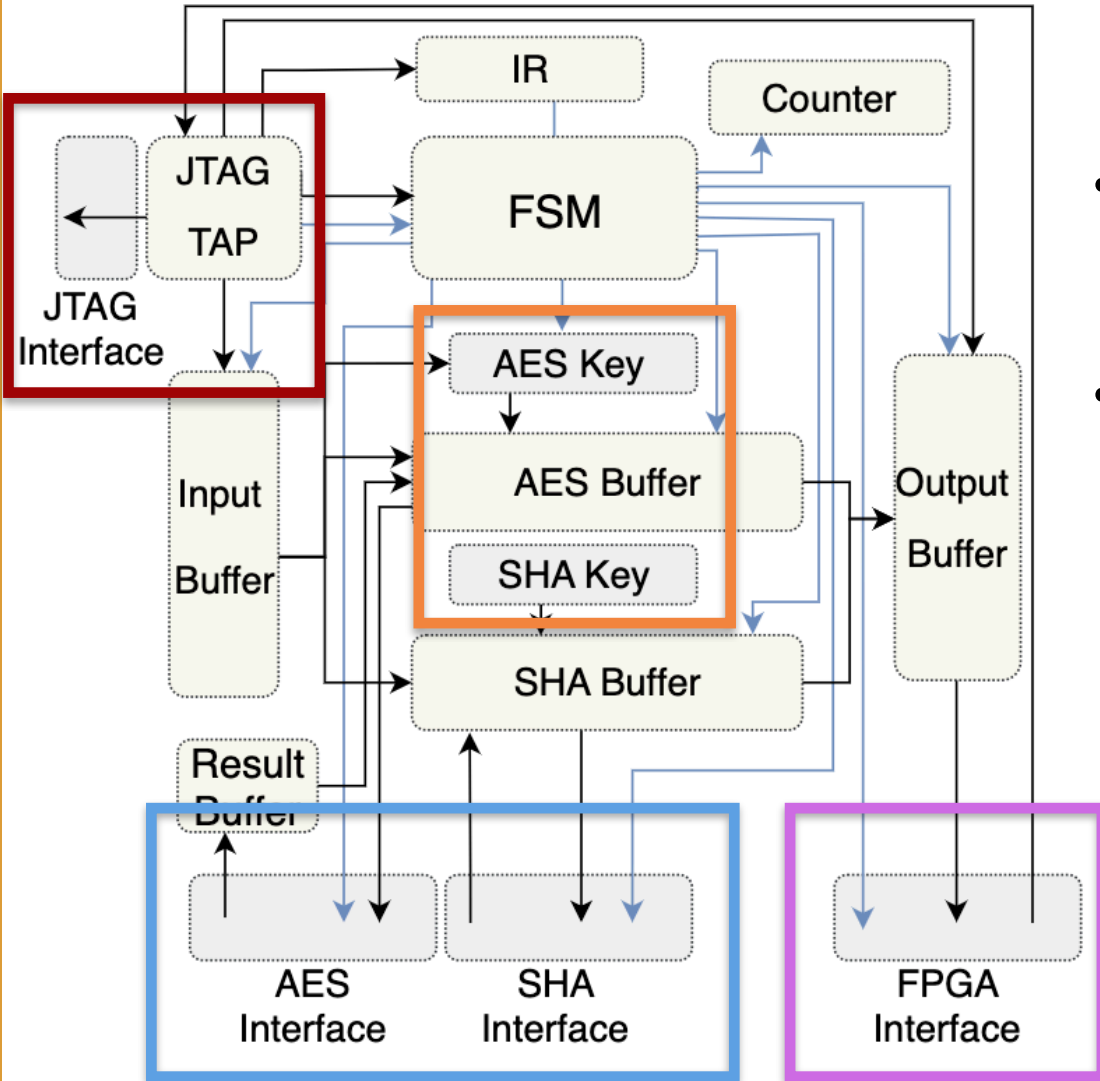 IR
Counter
JTAG
TAP
FSM
JTAG
Interface
AES Key
Input
Buffer
AES Buffer
Output
Buffer
SHA Key
SHA Buffer
Result
Buffer
AES
Interface
SHA
Interface
FPGA
Interface